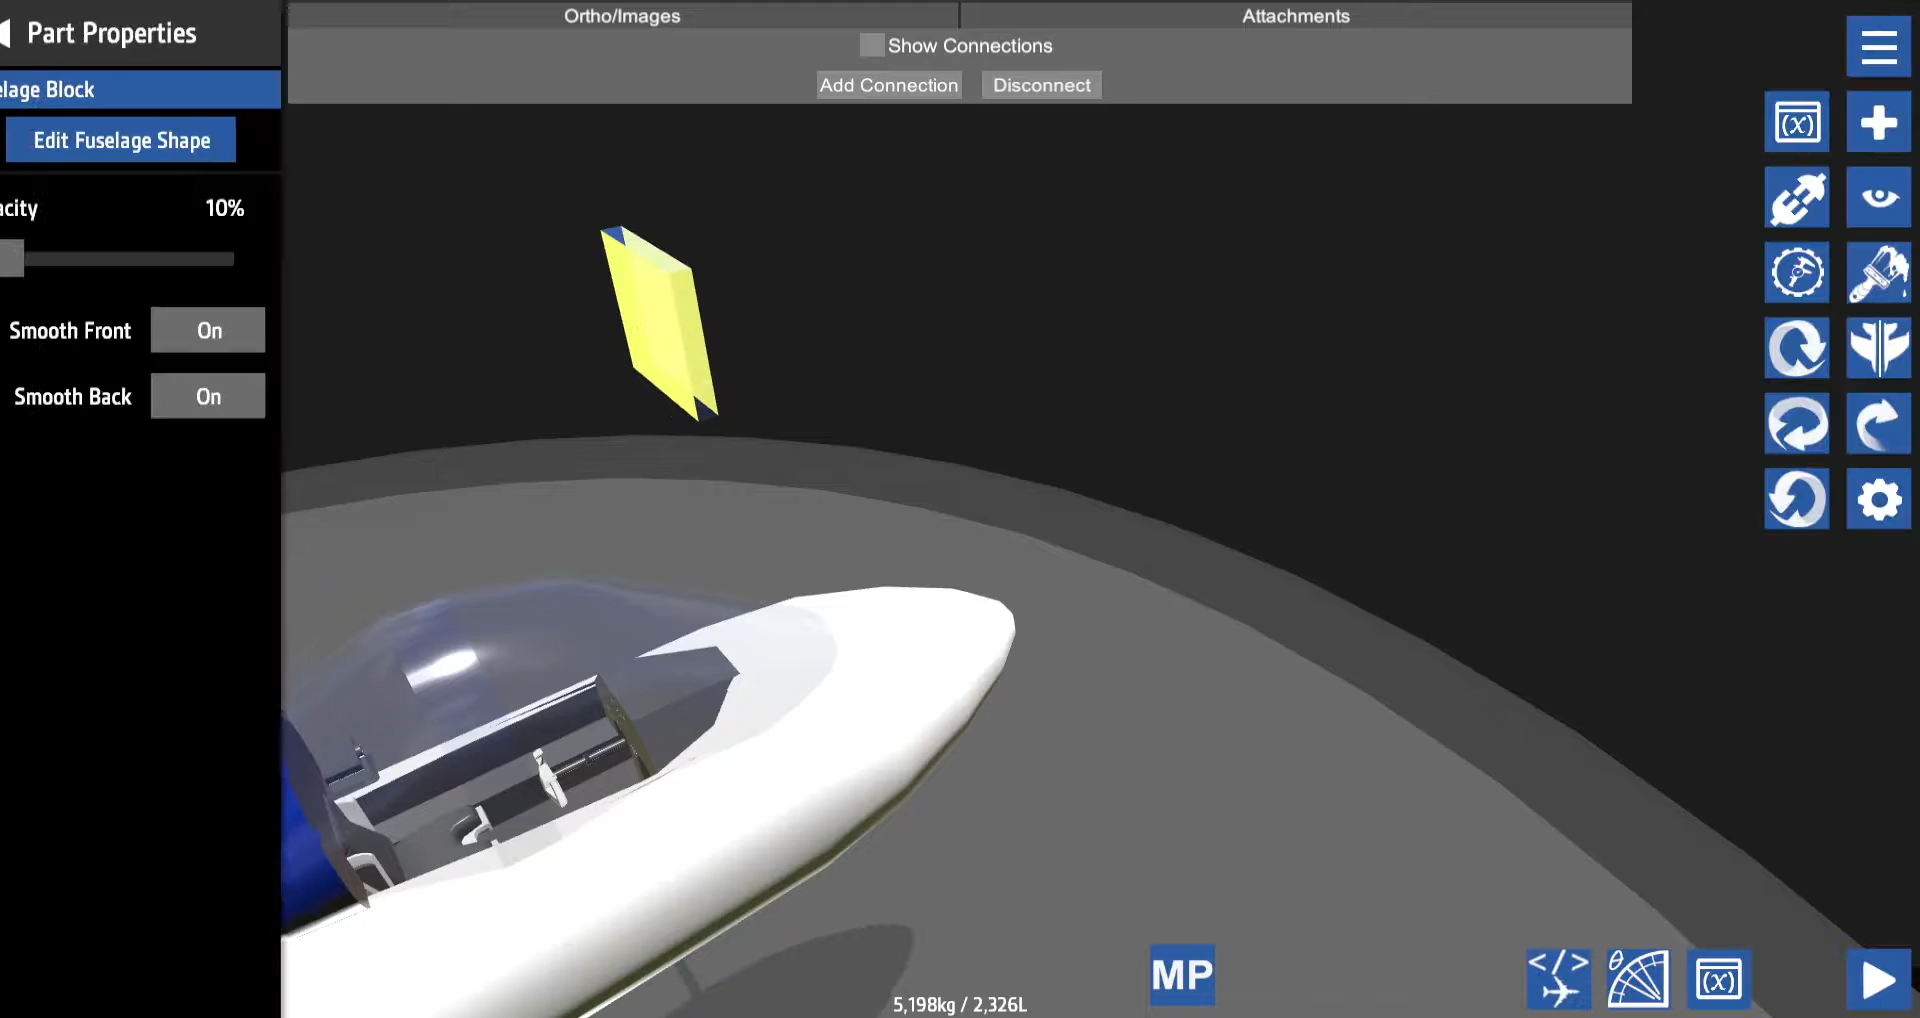 Part Properties
elage Block
Edit Fuselage Shape
acity 10%
Smooth Front On
Smooth Back On
Ortho/Images
Attachments
Show Connections
Add Connection
Disconnect
(x)
MP
</>
θ
(x)
5,198kg / 2,326L